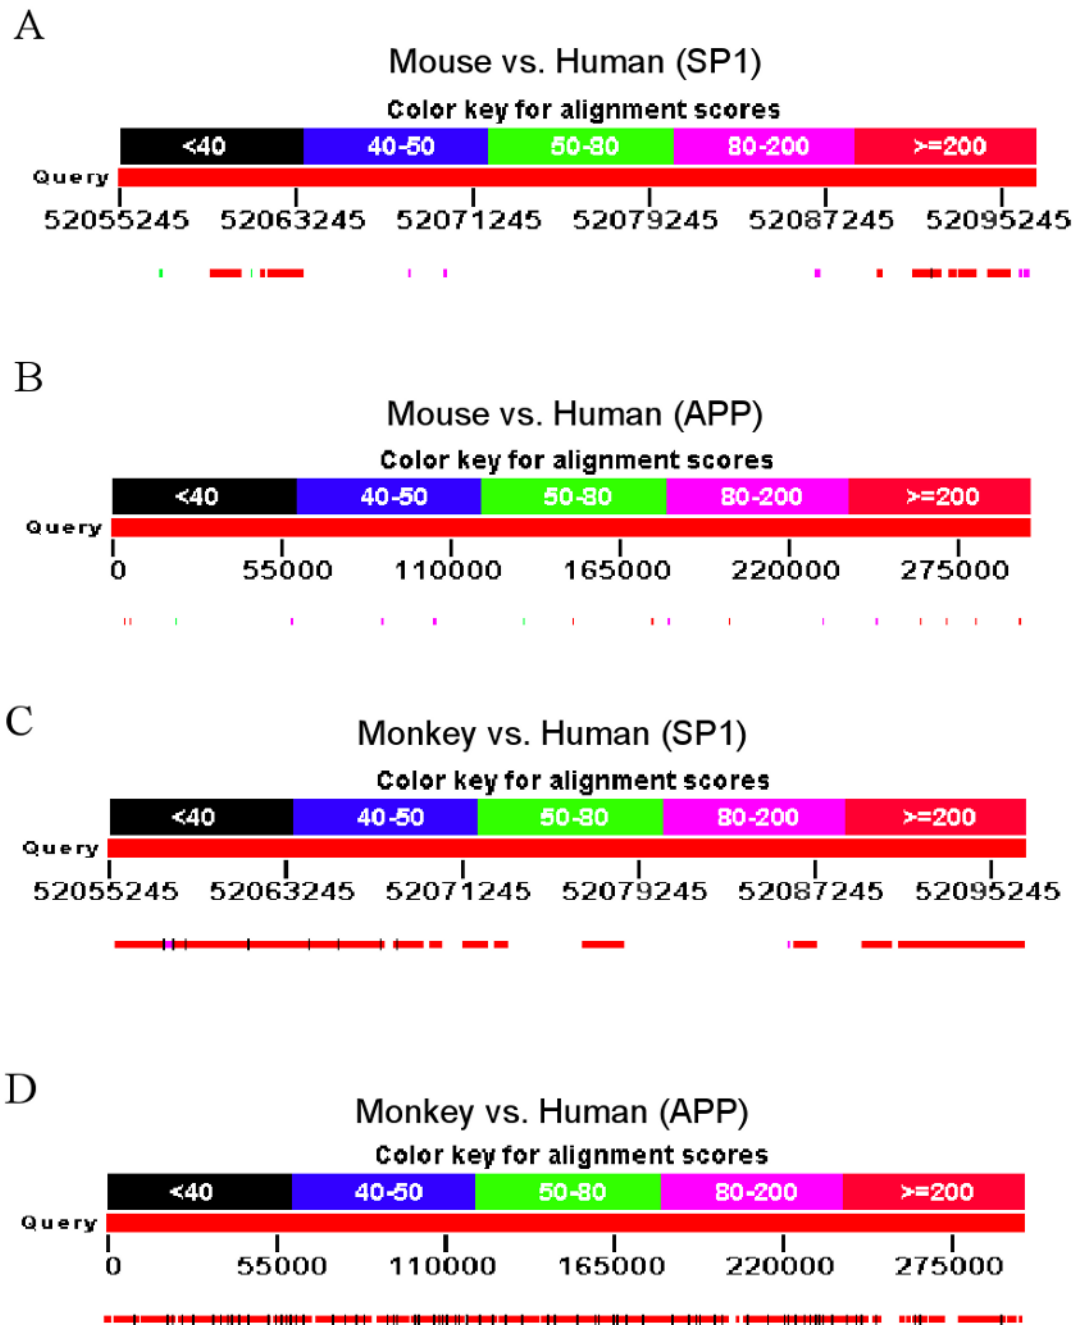 A
Mouse vs. Human (SP1)
Color key for alignment scores
<40 40-50 50-80 80-200 >=200
Query
52055245 52063245 52071245 52079245 52087245 52095245
B
Mouse vs. Human (APP)
Color key for alignment scores
<40 40-50 50-80 80-200 >=200
Query
0 55000 110000 165000 220000 275000
C
Monkey vs. Human (SP1)
Color key for alignment scores
<40 40-50 50-80 80-200 >=200
Query
52055245 52063245 52071245 52079245 52087245 52095245
D
Monkey vs. Human (APP)
Color key for alignment scores
<40 40-50 50-80 80-200 >=200
Query
0 55000 110000 165000 220000 275000